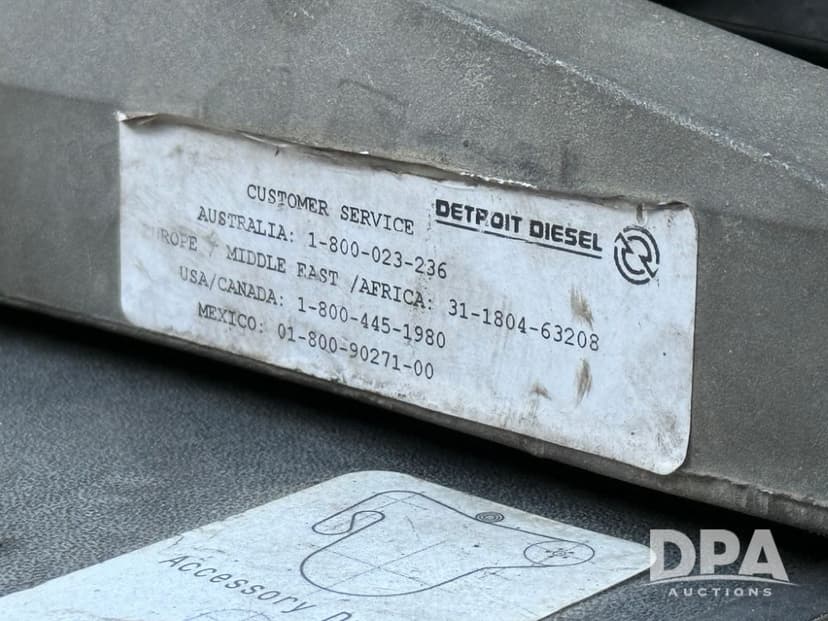 CUSTOMER SERVICE
DETROIT DIESEL
AUSTRALIA: 1-800-023-236
ROPE / MIDDLE EAST /AFRICA: 31-1804-63208
USA/CANADA: 1-800-445-1980
MEXICO: 01-800-90271-00
Accessory D
DPA
AUCTIONS